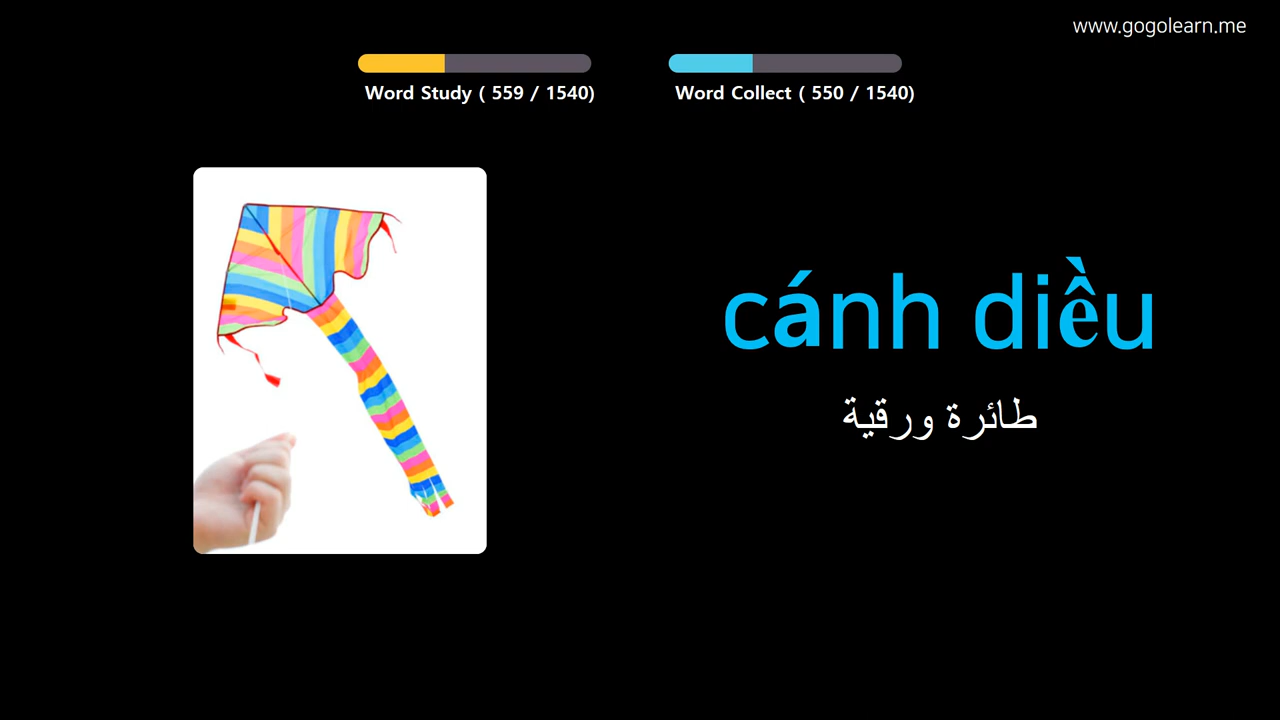 www.gogolearn.me
Word Study ( 559 / 1540)
Word Collect ( 550 / 1540)
cánh diều
طائرة ورقية